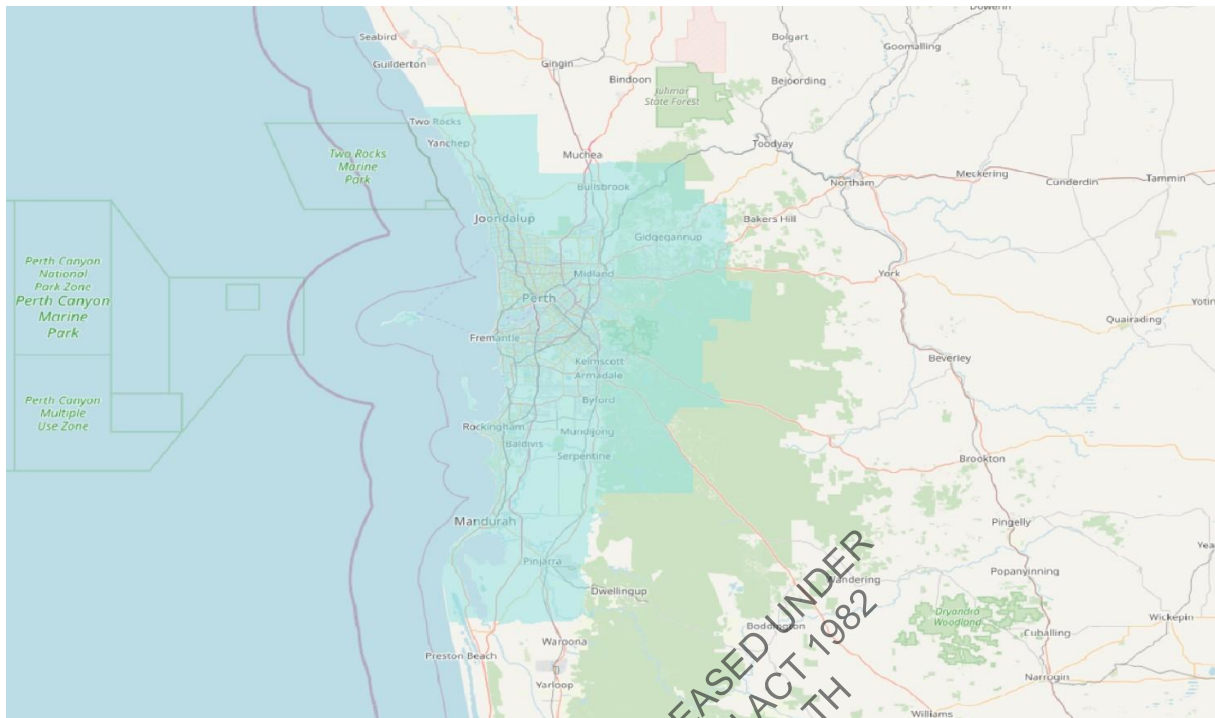 Dowerin
Seabird
Bolgart
Goomalling
Guilderton
Gingin
Bindoon
Bejoording
Julimar
State Forest
Two Rocks
Yanchep
Two Rocks
Marine
Park
Muchea
Toodyay
Northam
Meckering
Cunderdin
Tammin
Bullsbrook
Joondalup
Bakers Hill
Gidgegannup
Perth Canyon
National
Park Zone
Perth Canyon
Marine
Park
Midland
York
Perth
Quairading
Fremantle
Beverley
Kelmscott
Armadale
Perth Canyon
Multiple
Use Zone
Byford
Rockingham
Mundijong
Baldivis
Serpentine
Brookton
Mandurah
Pingelly
Pinjarra
Popanyinning
Wandering
Dwellingup
Dryandra
Woodland
Wickepin
Boddington
Cuballing
Waroona
Preston Beach
Narrogin
Yarloop
Williams
UNDER
ACT 1982